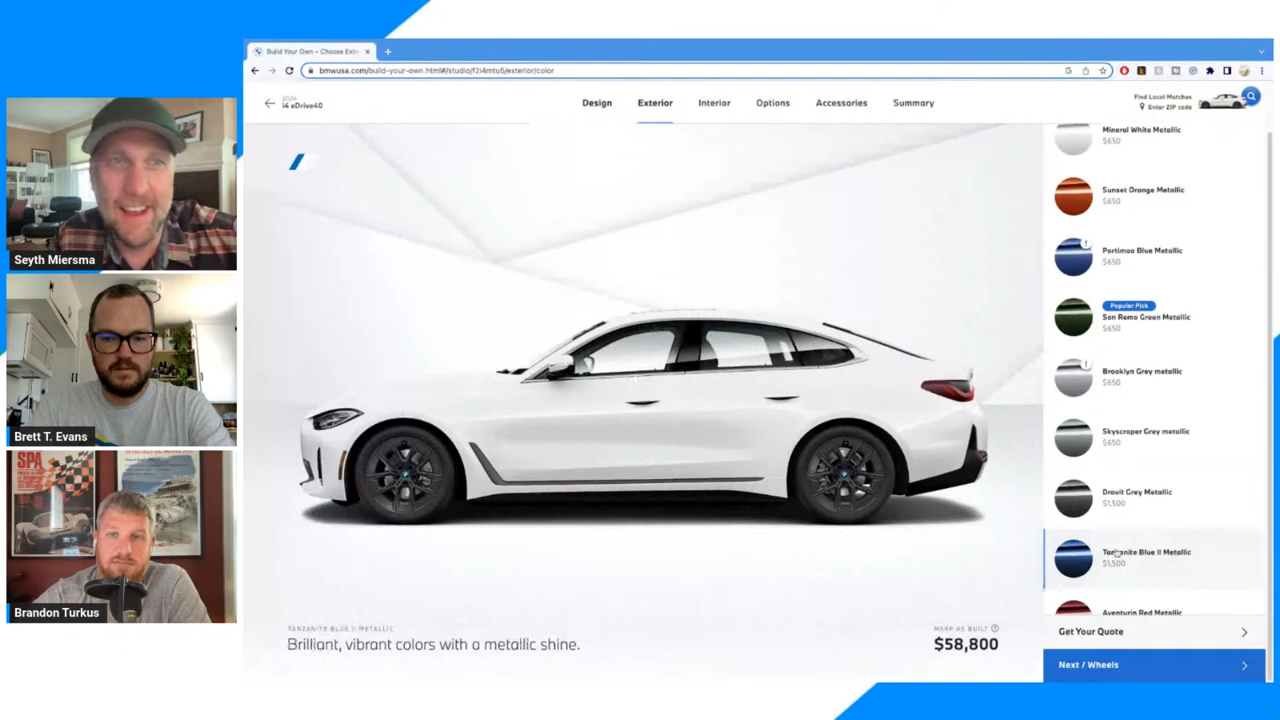 Build Your Own – Choose Exte
bmwusa.com/build-your-own.html#/studio/f2i4mtu5/exterior/color
2024
i4 eDrive40
Design
Exterior
Interior
Options
Accessories
Summary
Find Local Matches
Enter ZIP code
Mineral White Metallic
$650
Sunset Orange Metallic
$650
Portimao Blue Metallic
$650
Popular Pick
San Remo Green Metallic
$650
Brooklyn Grey metallic
$650
Skyscraper Grey metallic
$650
Dravit Grey Metallic
$1,500
Tanzanite Blue II Metallic
$1,500
Aventurin Red Metallic
Get Your Quote
Next / Wheels
TANZANITE BLUE II METALLIC
Brilliant, vibrant colors with a metallic shine.
MSRP AS BUILT
$58,800
Seyth Miersma
Brett T. Evans
SPA
Brandon Turkus